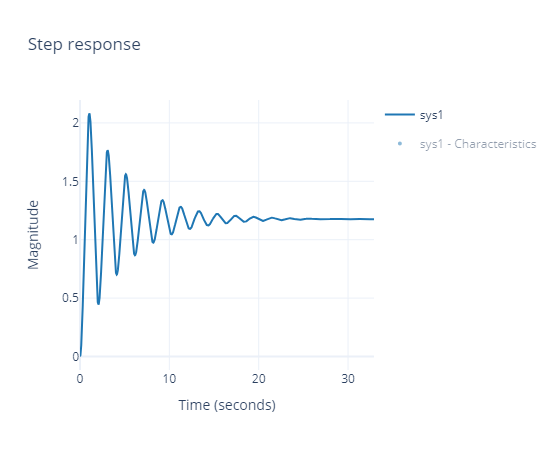 Step response
sys1
sys1 - Characteristics
2
1.5
1
0.5
0
0 10 20 30
Magnitude
Time (seconds)